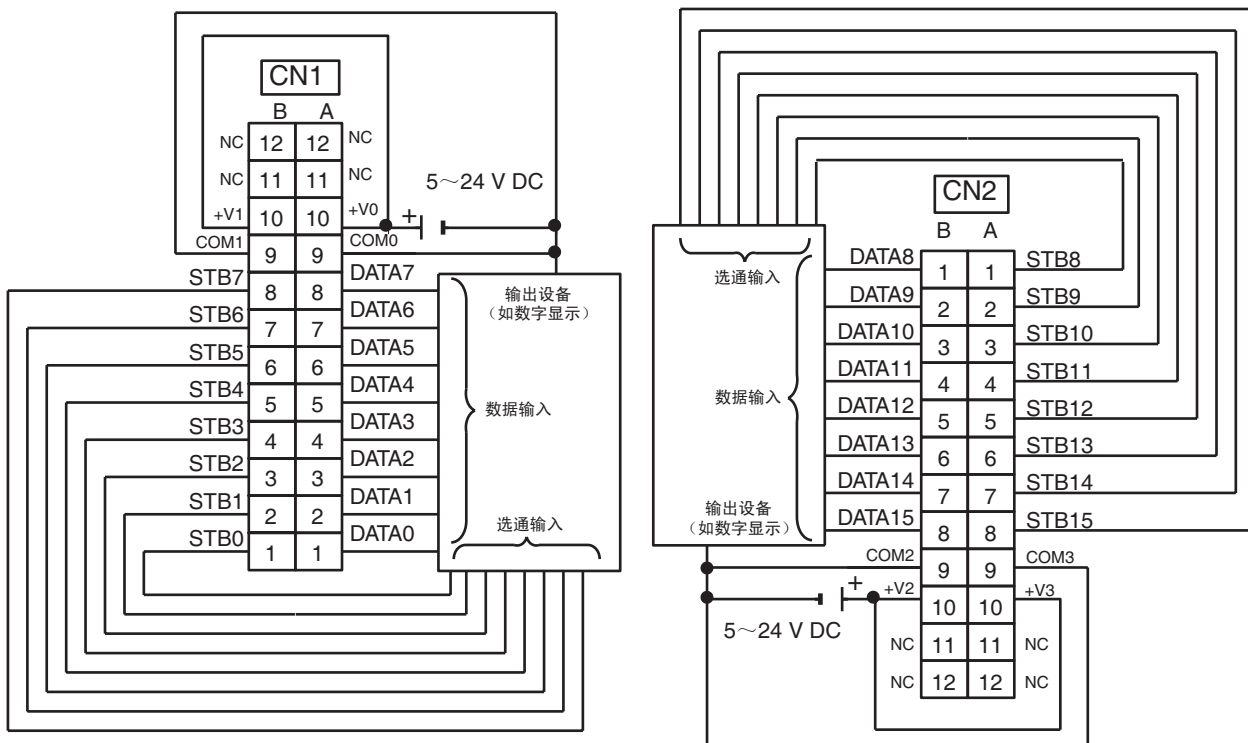 CN1
B A
NC 12 12 NC
NC 11 11 NC
5～24 V DC
+V1 10 10 +V0 +
COM1 9 9 COM0
STB7 8 8 DATA7
STB6 7 7 DATA6
STB5 6 6 DATA5
STB4 5 5 DATA4
STB3 4 4 DATA3
STB2 3 3 DATA2
STB1 2 2 DATA1
STB0 1 1 DATA0
输出设备
（如数字显示）
数据输入
选通输入
CN2
B A
选通输入
DATA8 1 1 STB8
DATA9 2 2 STB9
DATA10 3 3 STB10
DATA11 4 4 STB11
数据输入
DATA12 5 5 STB12
DATA13 6 6 STB13
DATA14 7 7 STB14
输出设备
（如数字显示）
DATA15 8 8 STB15
COM2 9 9 COM3
+ +V2 10 10 +V3
5～24 V DC
NC 11 11 NC
NC 12 12 NC